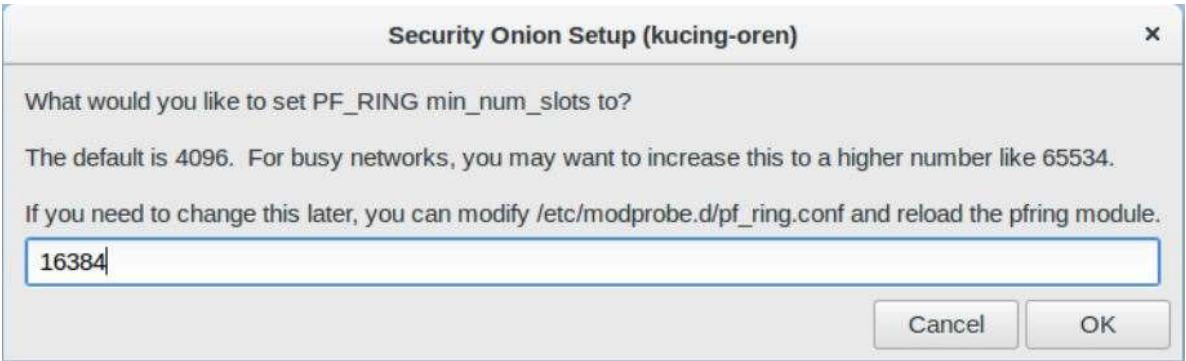 Security Onion Setup (kucing-oren)
×
What would you like to set PF_RING min_num_slots to?
The default is 4096.  For busy networks, you may want to increase this to a higher number like 65534.
If you need to change this later, you can modify /etc/modprobe.d/pf_ring.conf and reload the pfring module.
16384
Cancel OK